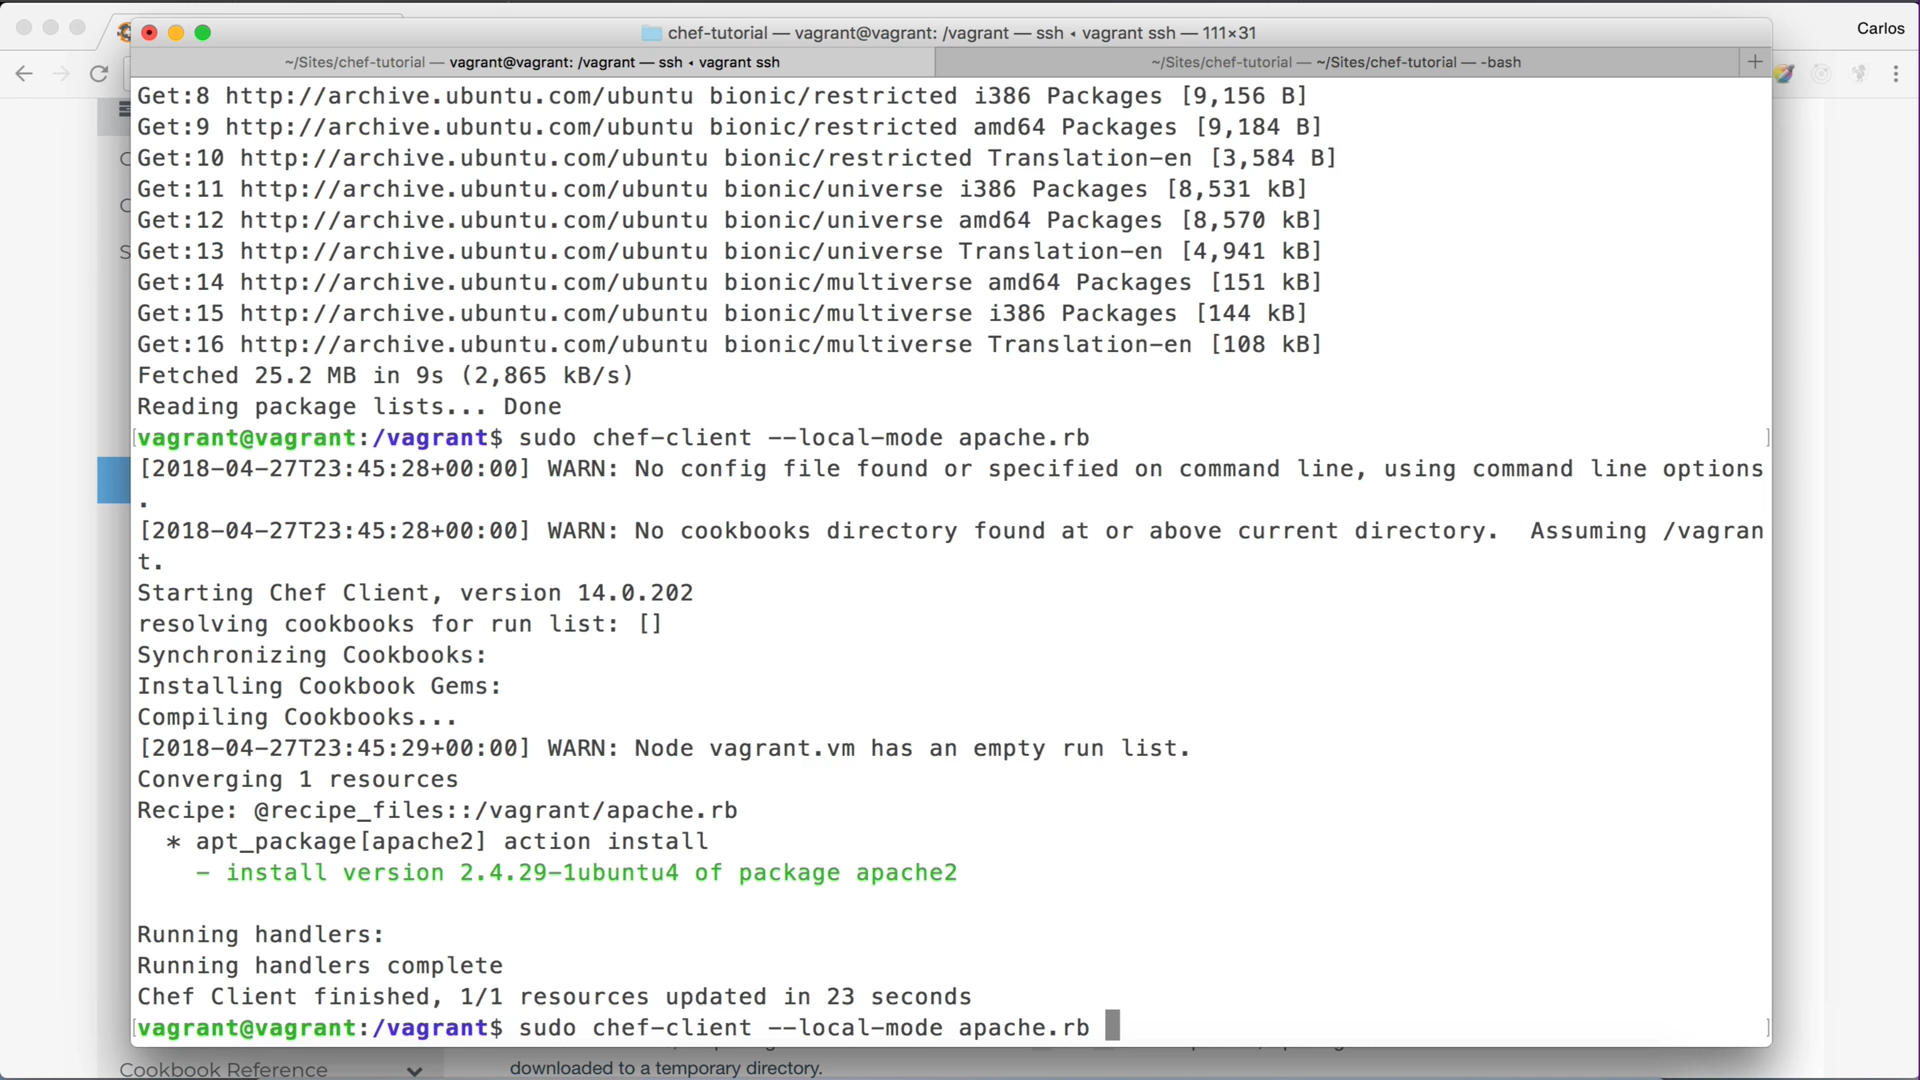 Carlos
chef-tutorial — vagrant@vagrant: /vagrant — ssh ◂ vagrant ssh — 111×31
~/Sites/chef-tutorial — vagrant@vagrant: /vagrant — ssh ◂ vagrant ssh
~/Sites/chef-tutorial — ~/Sites/chef-tutorial — -bash
Get:8 http://archive.ubuntu.com/ubuntu bionic/restricted i386 Packages [9,156 B]
Get:9 http://archive.ubuntu.com/ubuntu bionic/restricted amd64 Packages [9,184 B]
Get:10 http://archive.ubuntu.com/ubuntu bionic/restricted Translation-en [3,584 B]
Get:11 http://archive.ubuntu.com/ubuntu bionic/universe i386 Packages [8,531 kB]
Get:12 http://archive.ubuntu.com/ubuntu bionic/universe amd64 Packages [8,570 kB]
Get:13 http://archive.ubuntu.com/ubuntu bionic/universe Translation-en [4,941 kB]
Get:14 http://archive.ubuntu.com/ubuntu bionic/multiverse amd64 Packages [151 kB]
Get:15 http://archive.ubuntu.com/ubuntu bionic/multiverse i386 Packages [144 kB]
Get:16 http://archive.ubuntu.com/ubuntu bionic/multiverse Translation-en [108 kB]
Fetched 25.2 MB in 9s (2,865 kB/s)
Reading package lists... Done
[vagrant@vagrant:/vagrant$ sudo chef-client --local-mode apache.rb ]
[2018-04-27T23:45:28+00:00] WARN: No config file found or specified on command line, using command line options
.
[2018-04-27T23:45:28+00:00] WARN: No cookbooks directory found at or above current directory.  Assuming /vagran
t.
Starting Chef Client, version 14.0.202
resolving cookbooks for run list: []
Synchronizing Cookbooks:
Installing Cookbook Gems:
Compiling Cookbooks...
[2018-04-27T23:45:29+00:00] WARN: Node vagrant.vm has an empty run list.
Converging 1 resources
Recipe: @recipe_files::/vagrant/apache.rb
  * apt_package[apache2] action install
    - install version 2.4.29-1ubuntu4 of package apache2
Running handlers:
Running handlers complete
Chef Client finished, 1/1 resources updated in 23 seconds
[vagrant@vagrant:/vagrant$ sudo chef-client --local-mode apache.rb ]
Cookbook Reference
downloaded to a temporary directory.